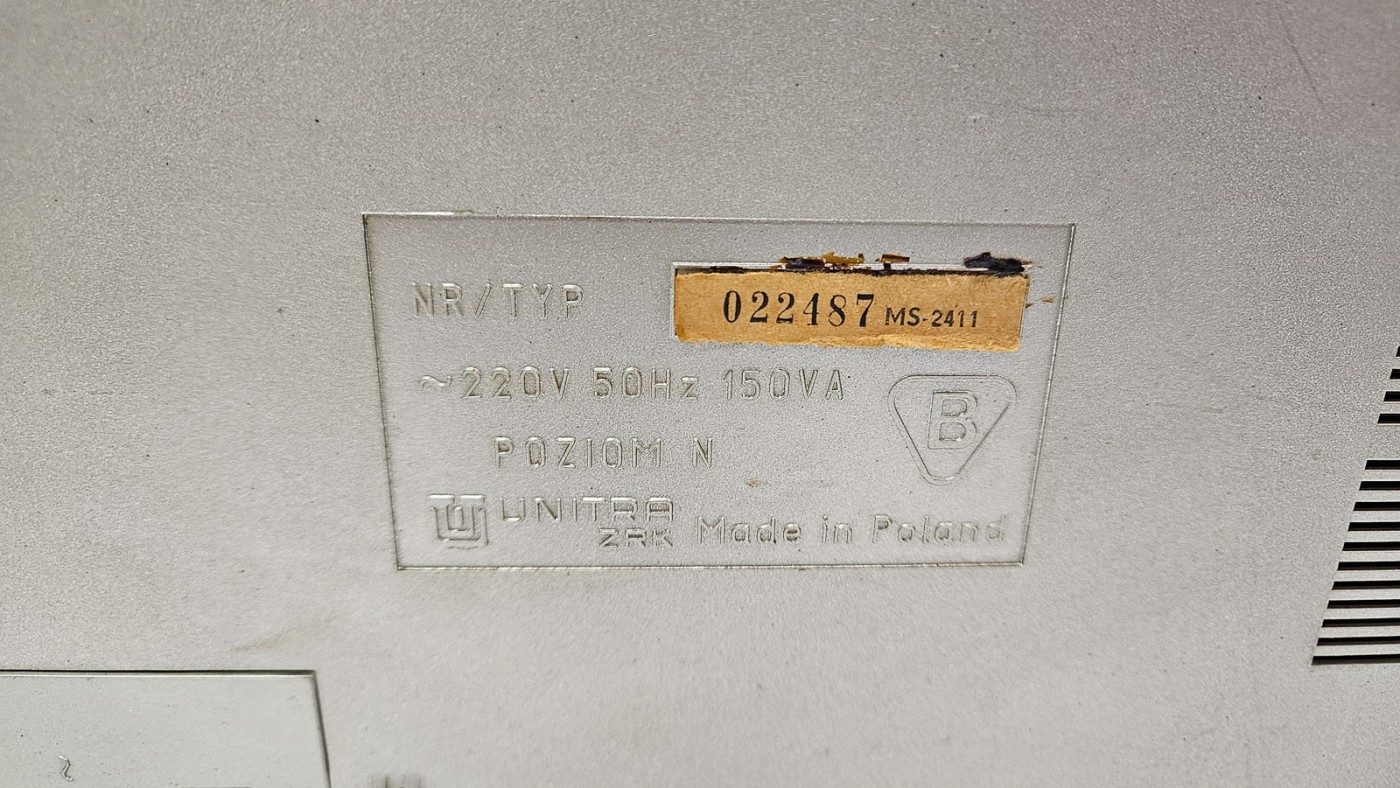 NR/TYP 022487 MS-2411
~220V 50Hz 150VA
B
POZIOM N
UNITRA
ZRK Made in Poland